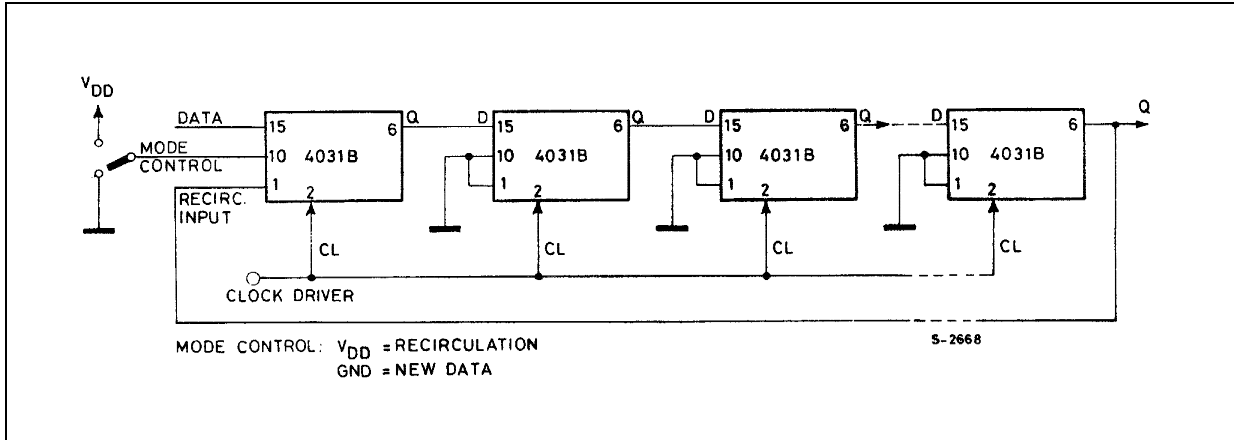 VDD
DATA
MODE
CONTROL
RECIRC.
INPUT
15
10
1
2
6
4031B
Q
D
15
10
1
2
6
4031B
Q
D
15
10
1
2
6
4031B
Q
D
15
10
1
2
6
4031B
Q
CL
CL
CL
CL
CLOCK DRIVER
MODE CONTROL: VDD = RECIRCULATION
GND = NEW DATA
S-2668